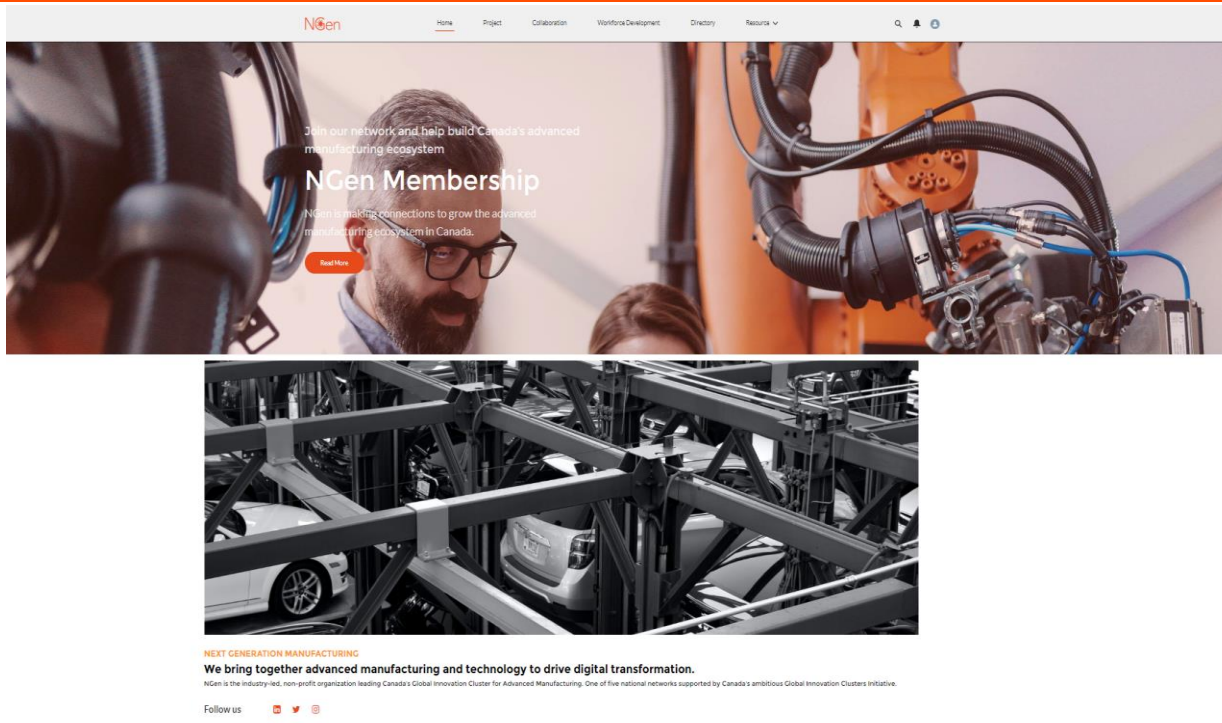 NGen
Home
Project
Collaboration
Workforce Development
Directory
Resource
Join our network and help build Canada's advanced
manufacturing ecosystem
NGen Membership
NGen is making connections to grow the advanced
manufacturing ecosystem in Canada.
Read More
NEXT GENERATION MANUFACTURING
We bring together advanced manufacturing and technology to drive digital transformation.
NGen is the industry-led, non-profit organization leading Canada's Global Innovation Cluster for Advanced Manufacturing. One of five national networks supported by Canada's ambitious Global Innovation Clusters Initiative.
Follow us